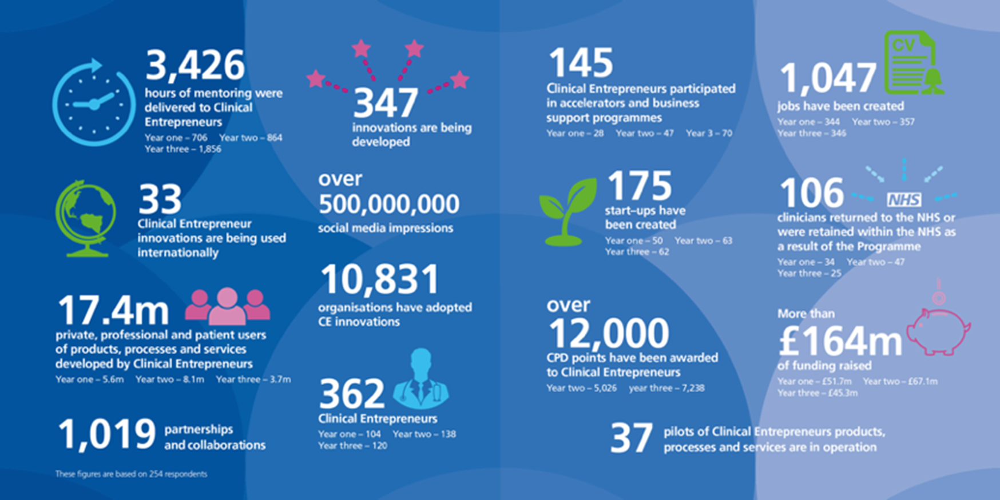 3,426
hours of mentoring were
delivered to Clinical
Entrepreneurs
Year one – 706 Year two – 864
Year three – 1,856
33
Clinical Entrepreneur
innovations are being used
internationally
17.4m
private, professional and patient users
of products, processes and services
developed by Clinical Entrepreneurs
Year one – 5.6m Year two – 8.1m Year three – 3.7m
1,019
partnerships
and collaborations
These figures are based on 254 respondents
347
innovations are being
developed
over
500,000,000
social media impressions
10,831
organisations have adopted
CE innovations
362
Clinical Entrepreneurs
Year one – 104 Year two – 138
Year three – 120
145
Clinical Entrepreneurs participated
in accelerators and business
support programmes
Year one – 28 Year two – 47 Year 3 – 70
175
start–ups have
been created
Year one – 50 Year two – 63
Year three – 62
over
12,000
CPD points have been awarded
to Clinical Entrepreneurs
Year two – 5,026 year three – 7,238
37
pilots of Clinical Entrepreneurs products,
processes and services are in operation
CV
1,047
jobs have been created
Year one – 344 Year two – 357
Year three – 346
106
NHS
clinicians returned to the NHS or
were retained within the NHS as
a result of the Programme
Year one – 34 Year two – 47
Year three – 25
More than
£164m
of funding raised
Year one – £51.7m Year two – £67.1m
Year three – £45.3m